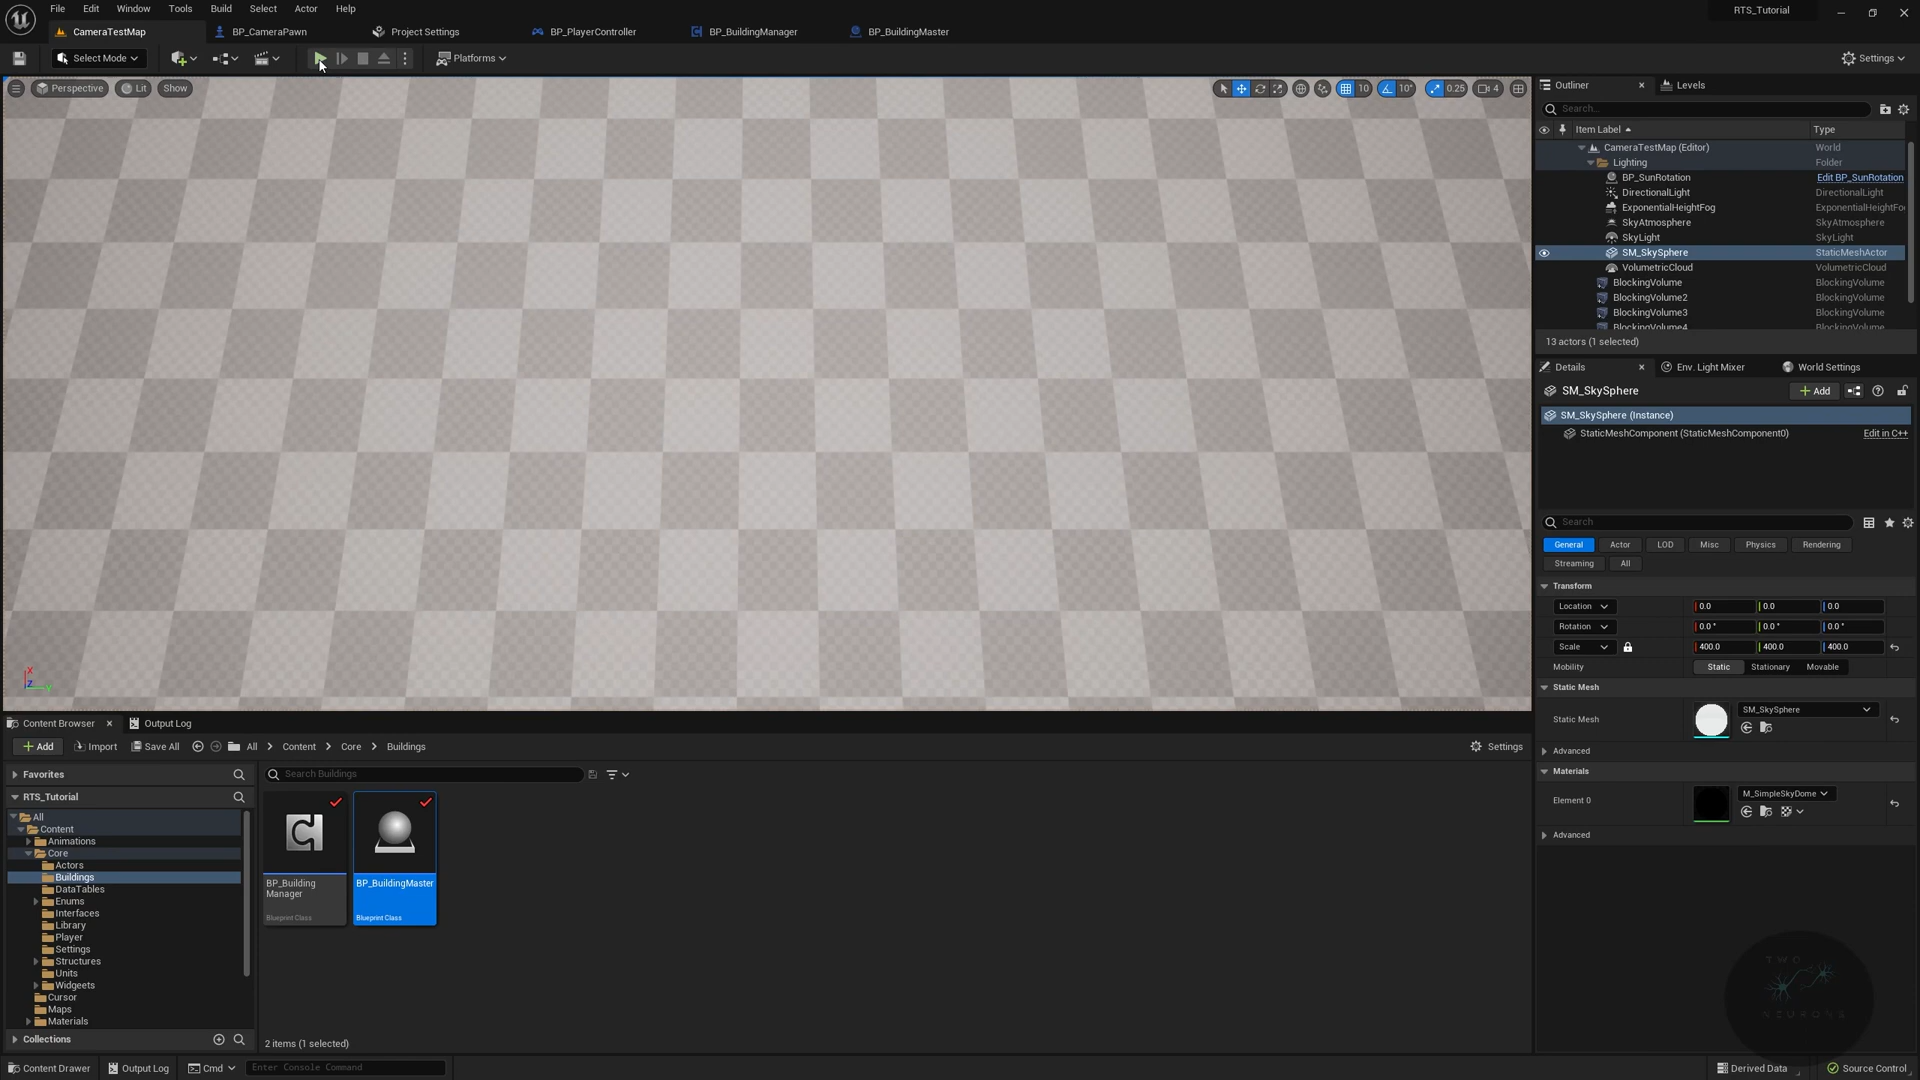 File Edit Window Tools Build Select Actor Help
RTS_Tutorial
CameraTestMap BP_CameraPawn Project Settings BP_PlayerController BP_BuildingManager BP_BuildingMaster
Select Mode Platforms Settings
Perspective Lit Show 10 10° 0.25 4
Outliner Levels
Search...
Item Label Type
CameraTestMap (Editor) World
Lighting Folder
BP_SunRotation Edit BP_SunRotation
DirectionalLight DirectionalLight
ExponentialHeightFog ExponentialHeightFo
SkyAtmosphere SkyAtmosphere
SkyLight SkyLight
SM_SkySphere StaticMeshActor
VolumetricCloud VolumetricCloud
BlockingVolume BlockingVolume
BlockingVolume2 BlockingVolume
BlockingVolume3 BlockingVolume
BlockingVolume4 BlockingVolume
13 actors (1 selected)
Details Env. Light Mixer World Settings
SM_SkySphere Add
SM_SkySphere (Instance)
StaticMeshComponent (StaticMeshComponent0) Edit in C++
Search
General Actor LOD Misc Physics Rendering
Streaming All
Transform
Location 0.0 0.0 0.0
Rotation 0.0 ° 0.0 ° 0.0 °
Scale 400.0 400.0 400.0
Mobility Static Stationary Movable
Static Mesh
Static Mesh SM_SkySphere
Advanced
Materials
Element 0 M_SimpleSkyDome
Advanced
X
Z Y
Content Browser Output Log
Add Import Save All All Content Core Buildings Settings
Favorites
Search Buildings
RTS_Tutorial
All
Content
Animations
Core
Actors
Buildings
DataTables
Enums
Interfaces
Library
Player
Settings
Structures
Units
Widgeets
Cursor
Maps
Materials
Collections
BP_Building
Manager
Blueprint Class
BP_BuildingMaster
Blueprint Class
2 items (1 selected)
TWO
NEURONS
Content Drawer Output Log Cmd Enter Console Command Derived Data Source Control